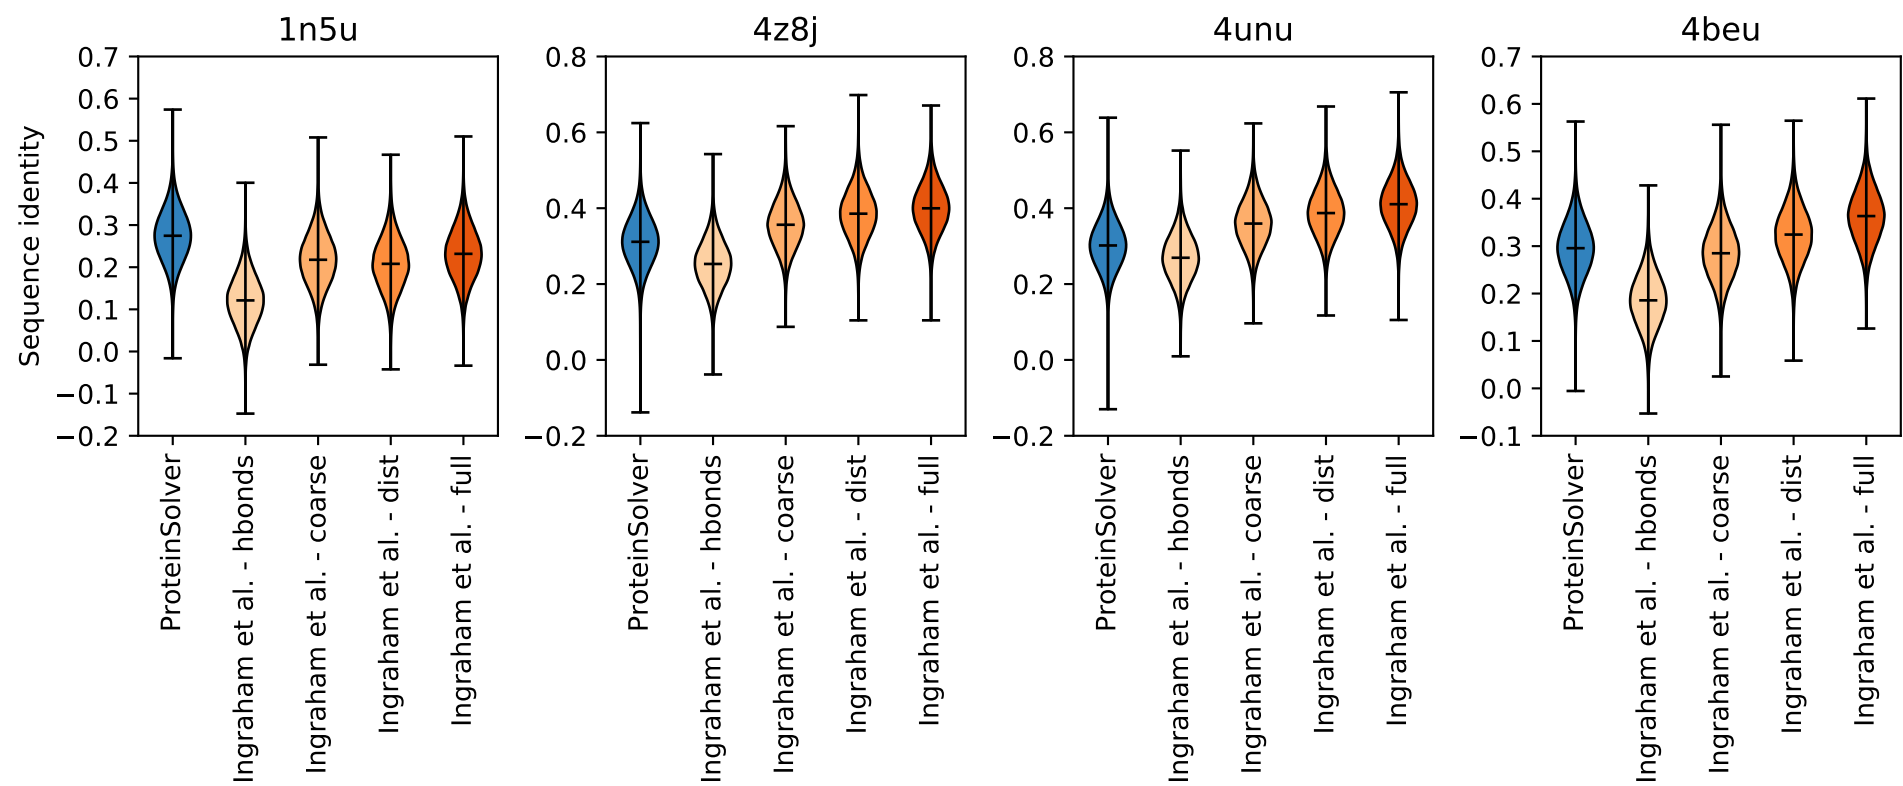 1n5u
4z8j
4unu
4beu
Sequence identity
0.7
0.6
0.5
0.4
0.3
0.2
0.1
0.0
−0.1
−0.2
0.8
0.6
0.4
0.2
0.0
−0.2
0.8
0.6
0.4
0.2
0.0
−0.2
0.7
0.6
0.5
0.4
0.3
0.2
0.1
0.0
−0.1
ProteinSolver
Ingraham et al. - hbonds
Ingraham et al. - coarse
Ingraham et al. - dist
Ingraham et al. - full
ProteinSolver
Ingraham et al. - hbonds
Ingraham et al. - coarse
Ingraham et al. - dist
Ingraham et al. - full
ProteinSolver
Ingraham et al. - hbonds
Ingraham et al. - coarse
Ingraham et al. - dist
Ingraham et al. - full
ProteinSolver
Ingraham et al. - hbonds
Ingraham et al. - coarse
Ingraham et al. - dist
Ingraham et al. - full